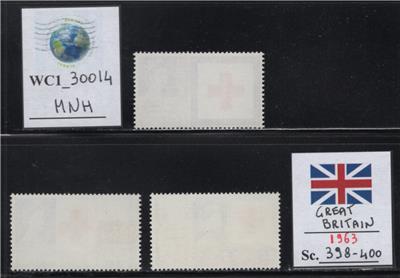 WC1_30014
MNH
GREAT
BRITAIN
1963
Sc. 398-400